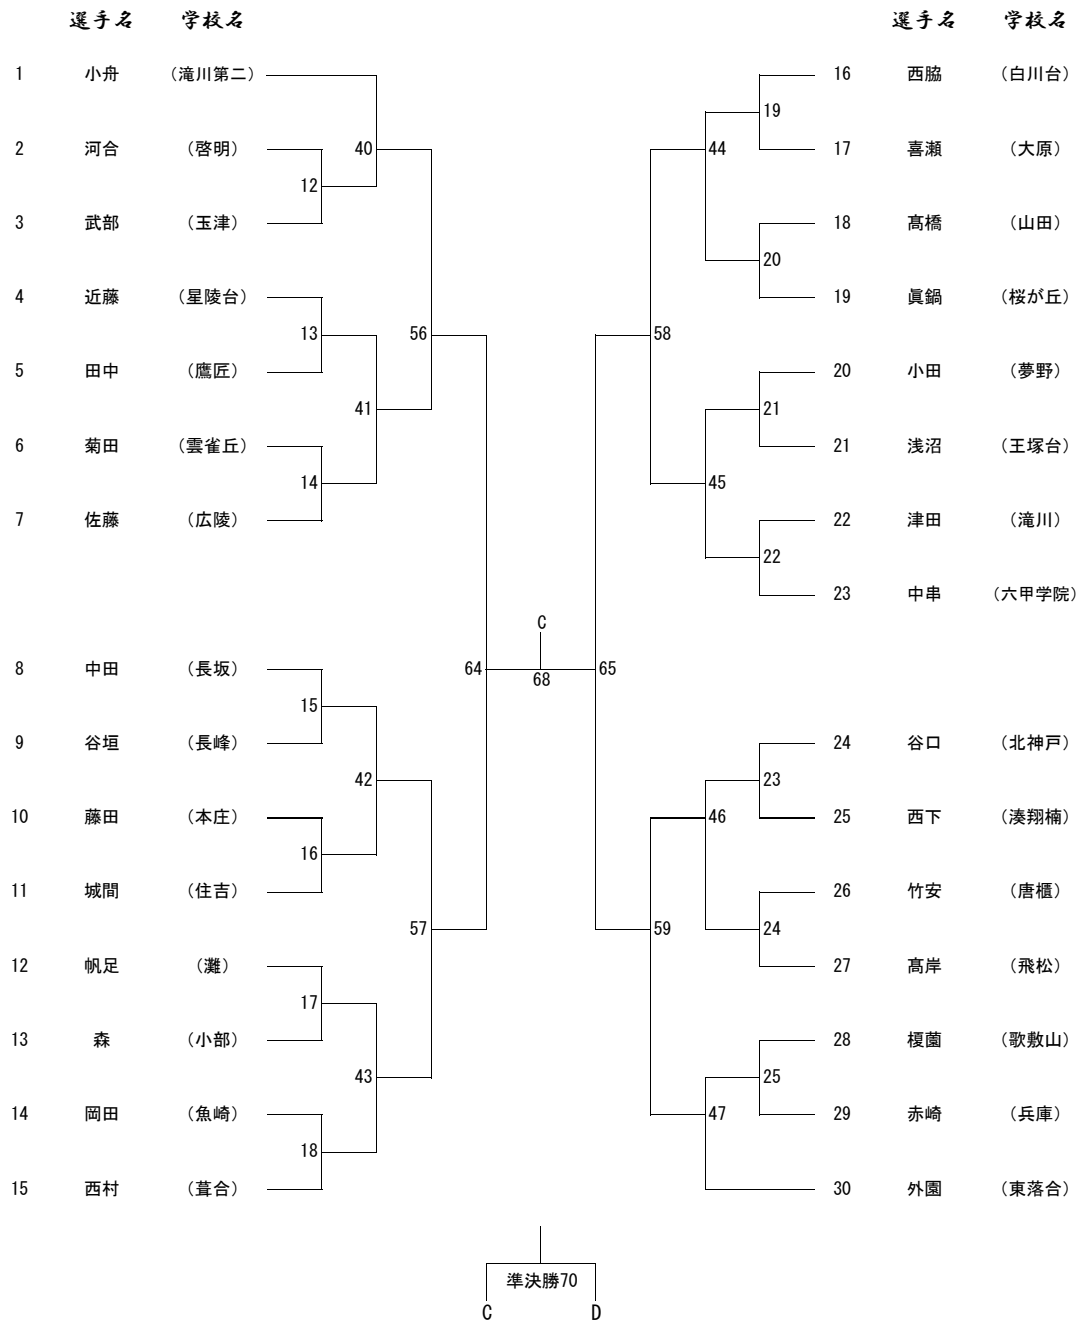 選手名 学校名 選手名 学校名
1 小舟 (滝川第二) 16 西脇 (白川台)
19
2 河合 (啓明) 40 44 17 喜瀬 (大原)
12
3 武部 (玉津) 18 髙橋 (山田)
20
4 近藤 (星陵台) 19 眞鍋 (桜が丘)
13 56 58
5 田中 (鷹匠) 20 小田 (夢野)
41 21
6 菊田 (雲雀丘) 21 浅沼 (王塚台)
14 45
7 佐藤 (広陵) 22 津田 (滝川)
22
23 中串 (六甲学院)
C
8 中田 (長坂) 64 65
68
15
9 谷垣 (長峰) 24 谷口 (北神戸)
42 23
10 藤田 (本庄) 46 25 西下 (湊翔楠)
16
11 城間 (住吉) 26 竹安 (唐櫃)
57 59 24
12 帆足 (灘) 27 髙岸 (飛松)
17
13 森 (小部) 28 榎薗 (歌敷山)
43 25
14 岡田 (魚崎) 47 29 赤崎 (兵庫)
18
15 西村 (葺合) 30 外園 (東落合)
準決勝70
C D